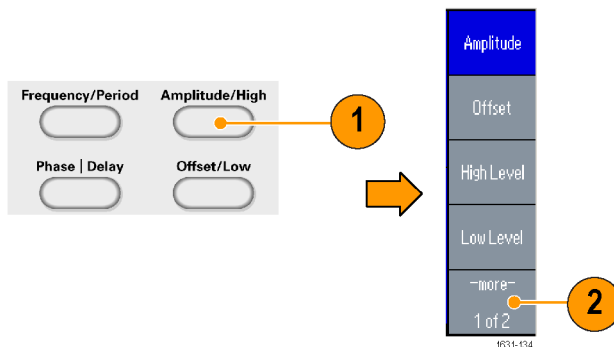 Frequency/Period
Amplitude/High
Phase | Delay
Offset/Low
1
Amplitude
Offset
High Level
Low Level
-more-
1 of 2
2
1631-134